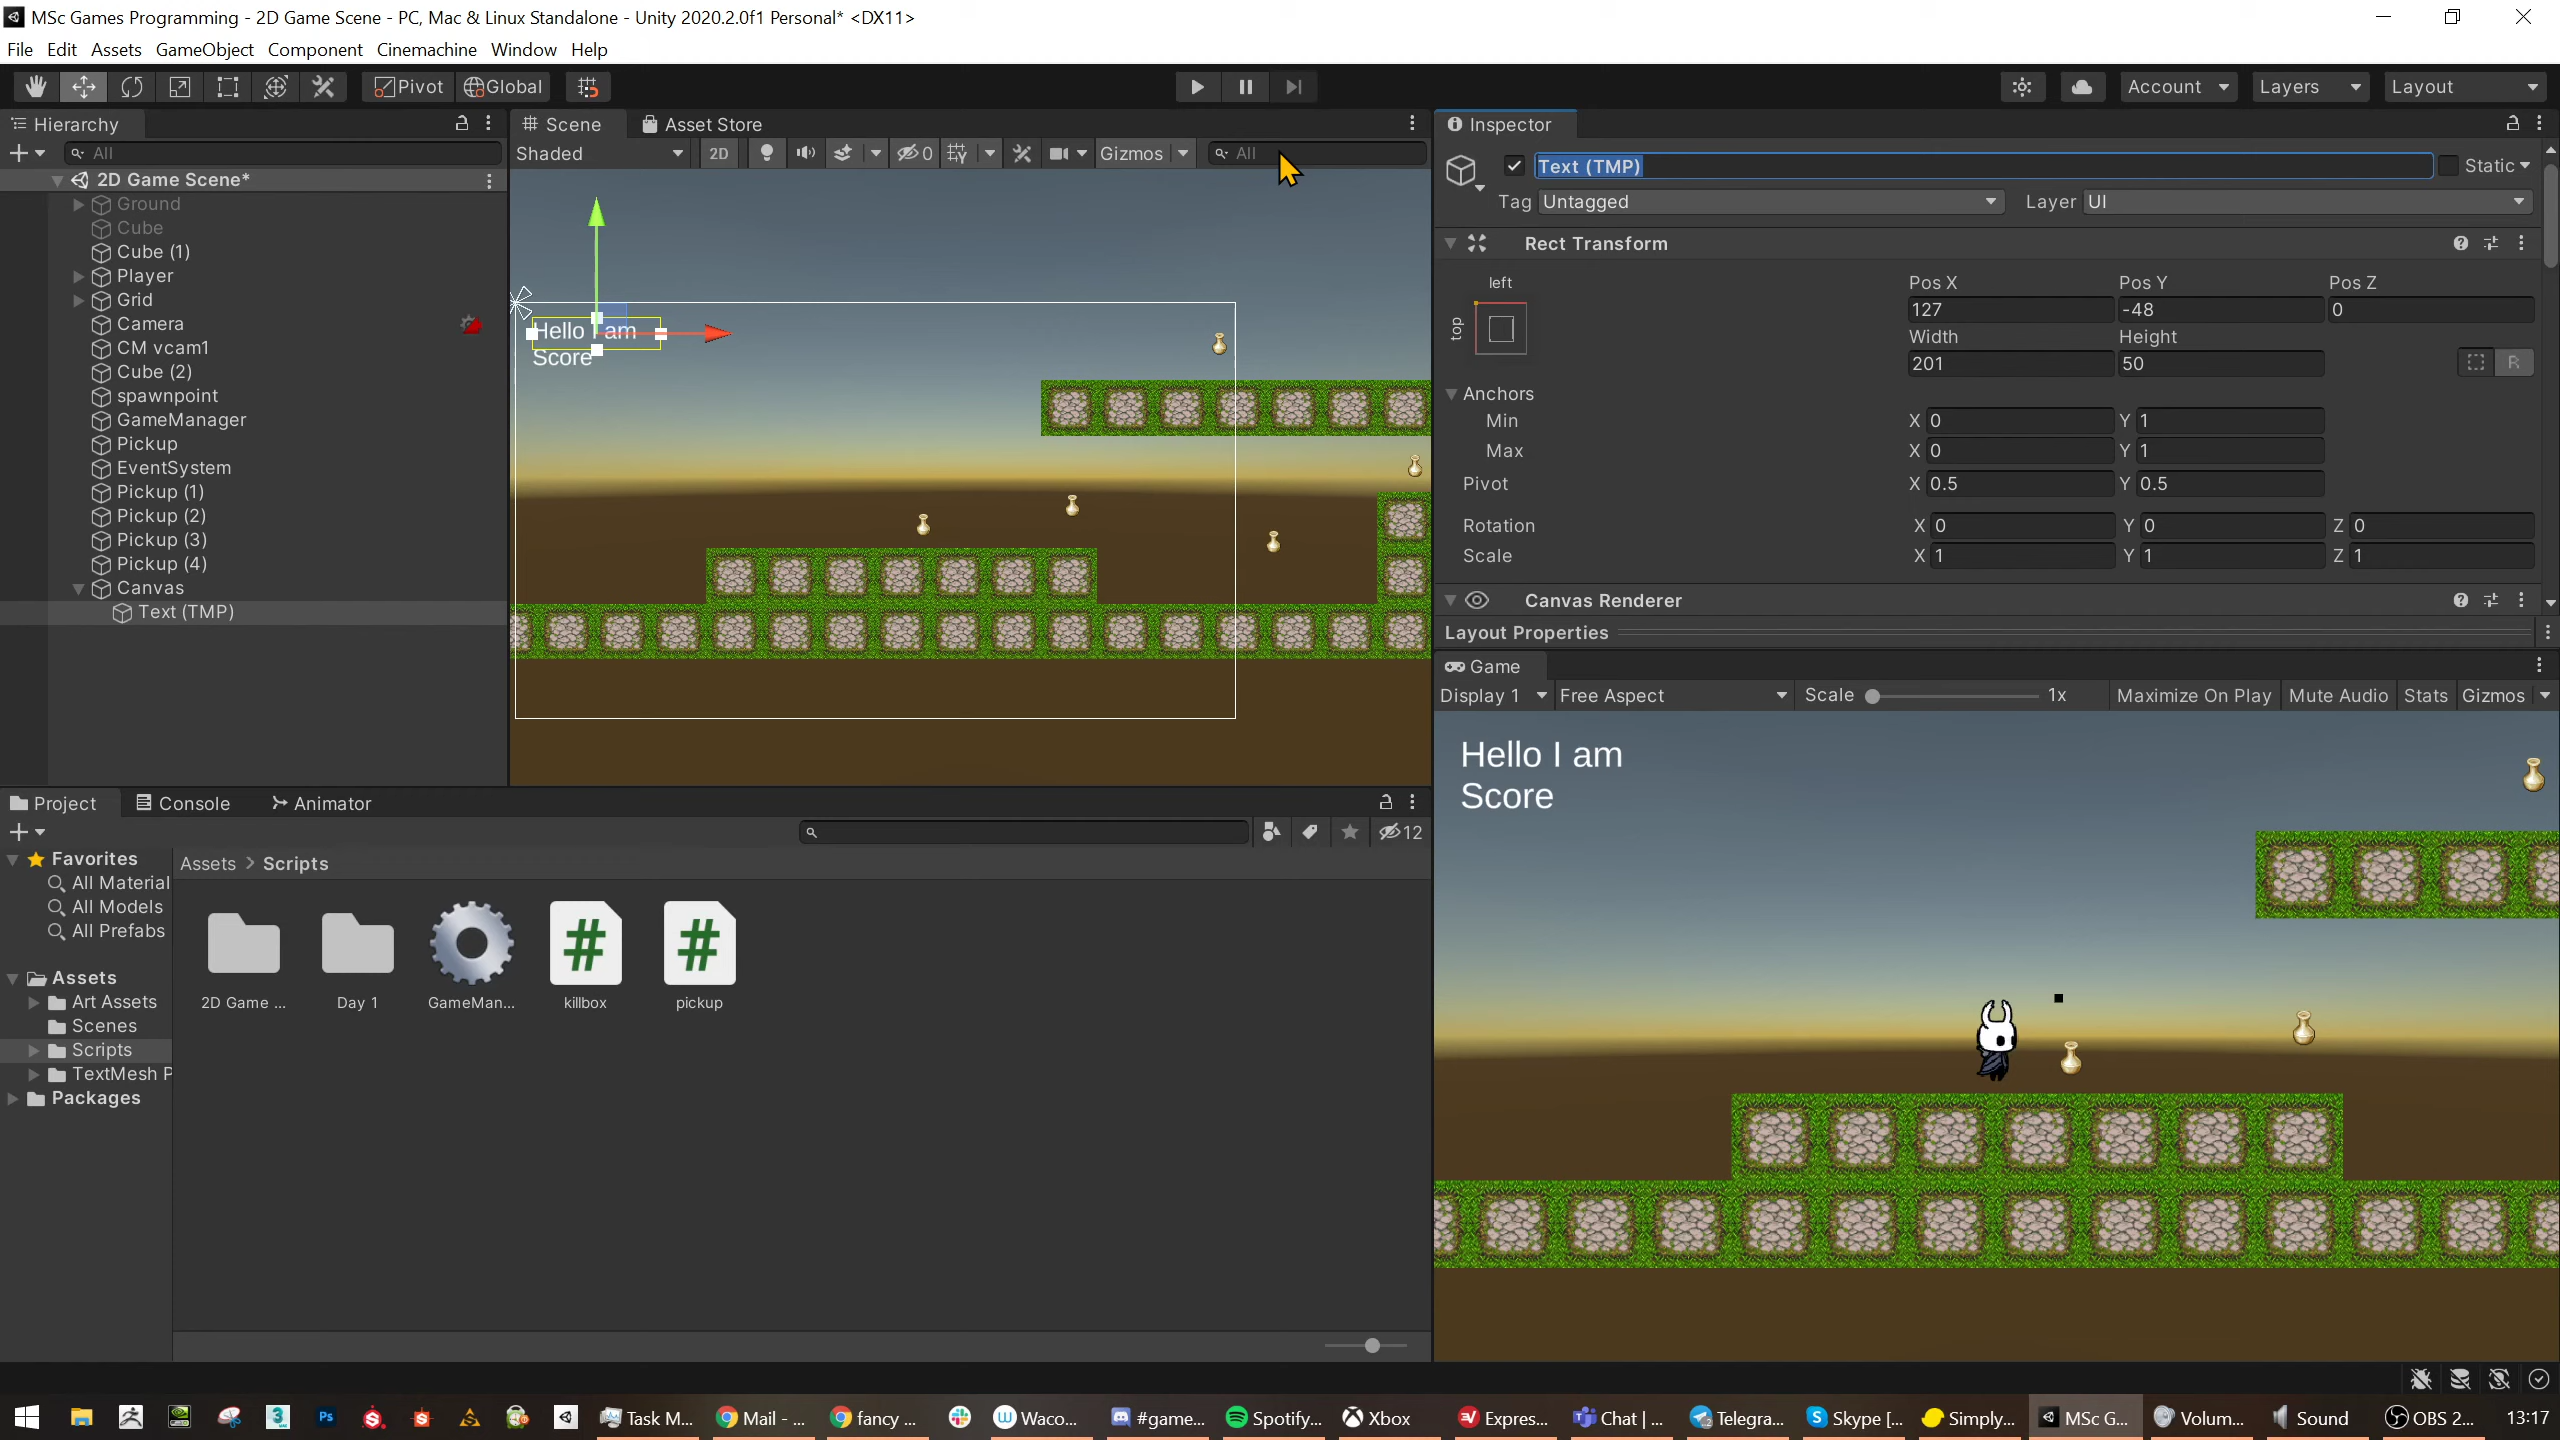 MSc Games Programming - 2D Game Scene - PC, Mac & Linux Standalone - Unity 2020.2.0f1 Personal* <DX11>
File Edit Assets GameObject Component Cinemachine Window Help
Pivot Global
Account Layers Layout
Hierarchy
All
2D Game Scene*
Ground
Cube
Cube (1)
Player
Grid
Camera
CM vcam1
Cube (2)
spawnpoint
GameManager
Pickup
EventSystem
Pickup (1)
Pickup (2)
Pickup (3)
Pickup (4)
Canvas
Text (TMP)
Scene Asset Store
Shaded 2D 0 Gizmos All
Hello I am
Score
Inspector
Text (TMP) Static
Tag Untagged Layer UI
Rect Transform
left
top
Pos X Pos Y Pos Z
127 -48 0
Width Height
201 50 R
Anchors
Min X 0 Y 1
Max X 0 Y 1
Pivot X 0.5 Y 0.5
Rotation X 0 Y 0 Z 0
Scale X 1 Y 1 Z 1
Canvas Renderer
Layout Properties
Game
Display 1 Free Aspect Scale 1x Maximize On Play Mute Audio Stats Gizmos
Hello I am
Score
Project Console Animator
12
Favorites
All Material
All Models
All Prefabs
Assets
Art Assets
Scenes
Scripts
TextMesh P
Packages
Assets > Scripts
2D Game ... Day 1 GameMan... killbox pickup
#
#
Task M... Mail - ... fancy ... Waco... #game... Spotify... Xbox Expres... Chat | ... Telegra... Skype [... Simply... MSc G... Volum... Sound OBS 2... 13:17